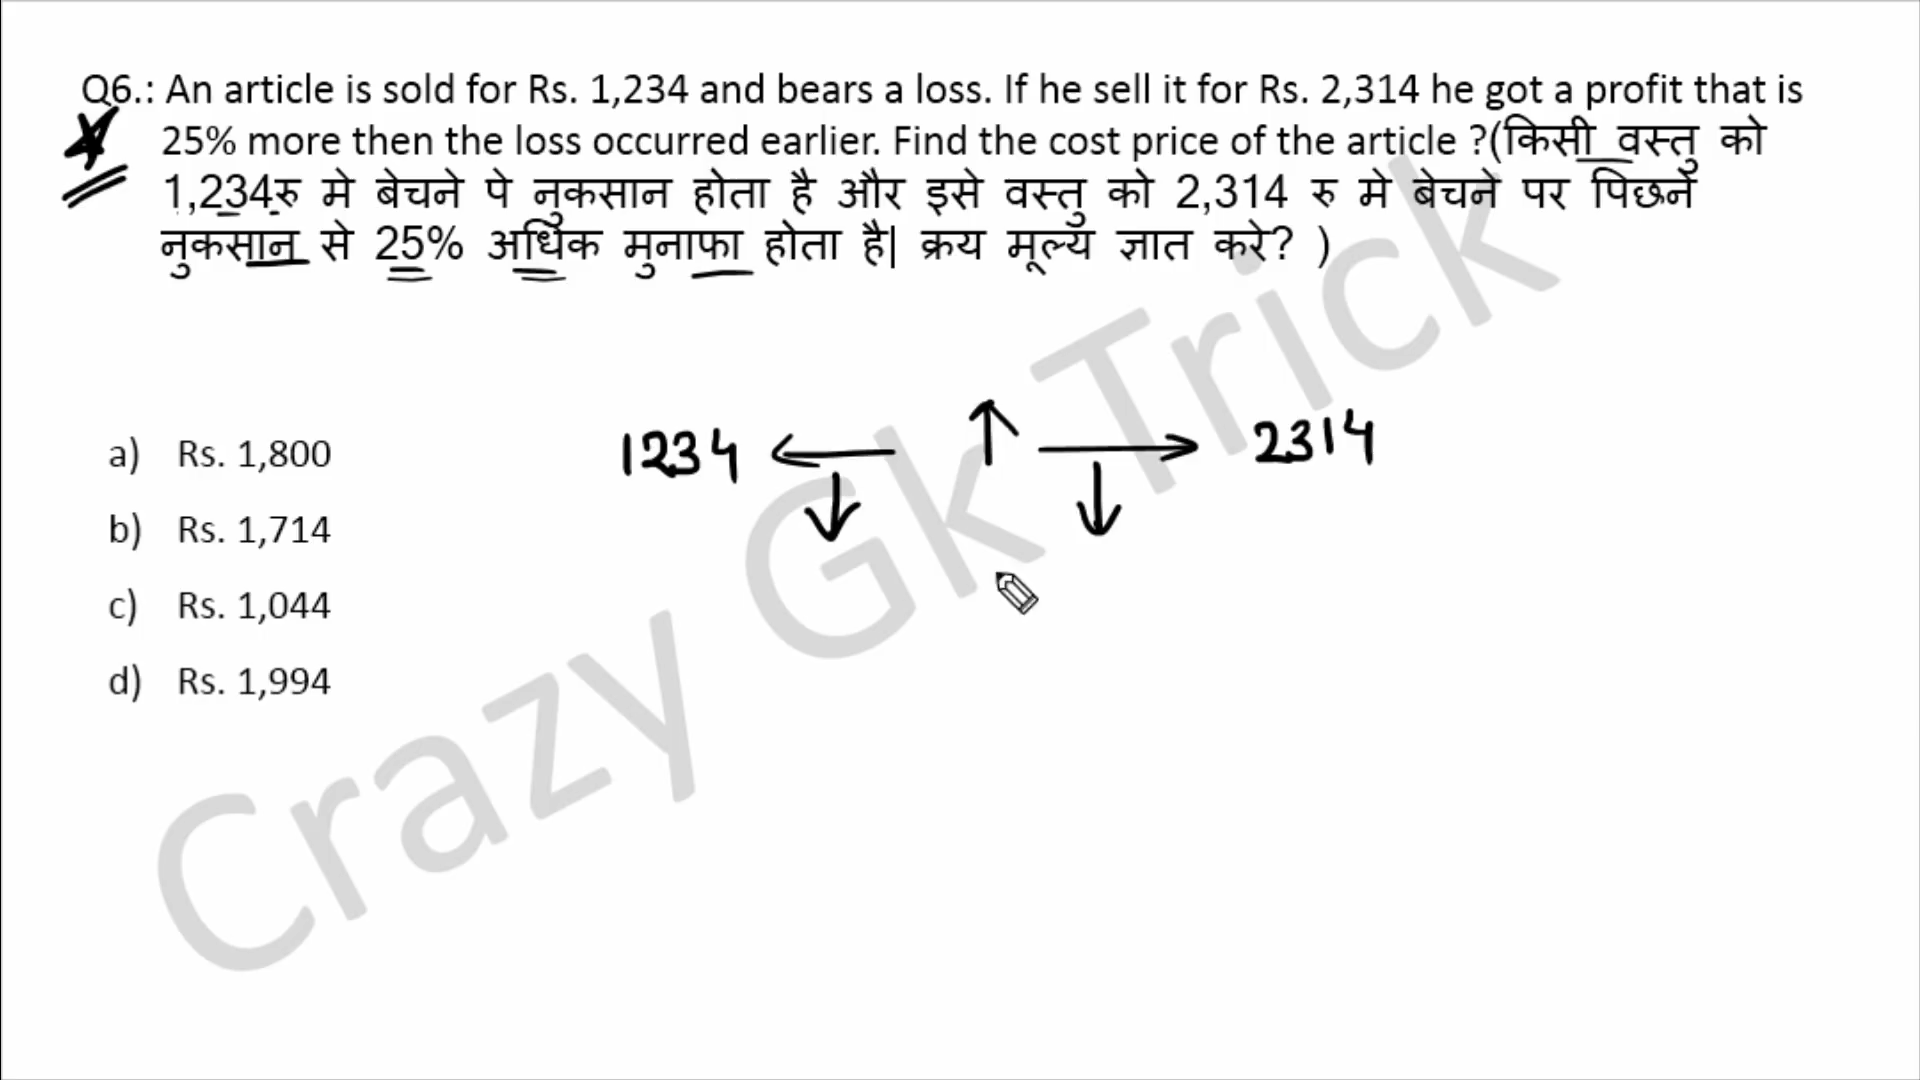 Q6.: An article is sold for Rs. 1,234 and bears a loss. If he sell it for Rs. 2,314 he got a profit that is
25% more then the loss occurred earlier. Find the cost price of the article ?(किसी वस्तु को
1,234रु मे बेचने पे नुकसान होता है और इसे वस्तु को 2,314 रु मे बेचने पर पिछने
नुकसान से 25% अधिक मुनाफा होता है| क्रय मूल्य ज्ञात करे? )
1234 2314
a) Rs. 1,800
b) Rs. 1,714
c) Rs. 1,044
d) Rs. 1,994
Crazy Gk Trick